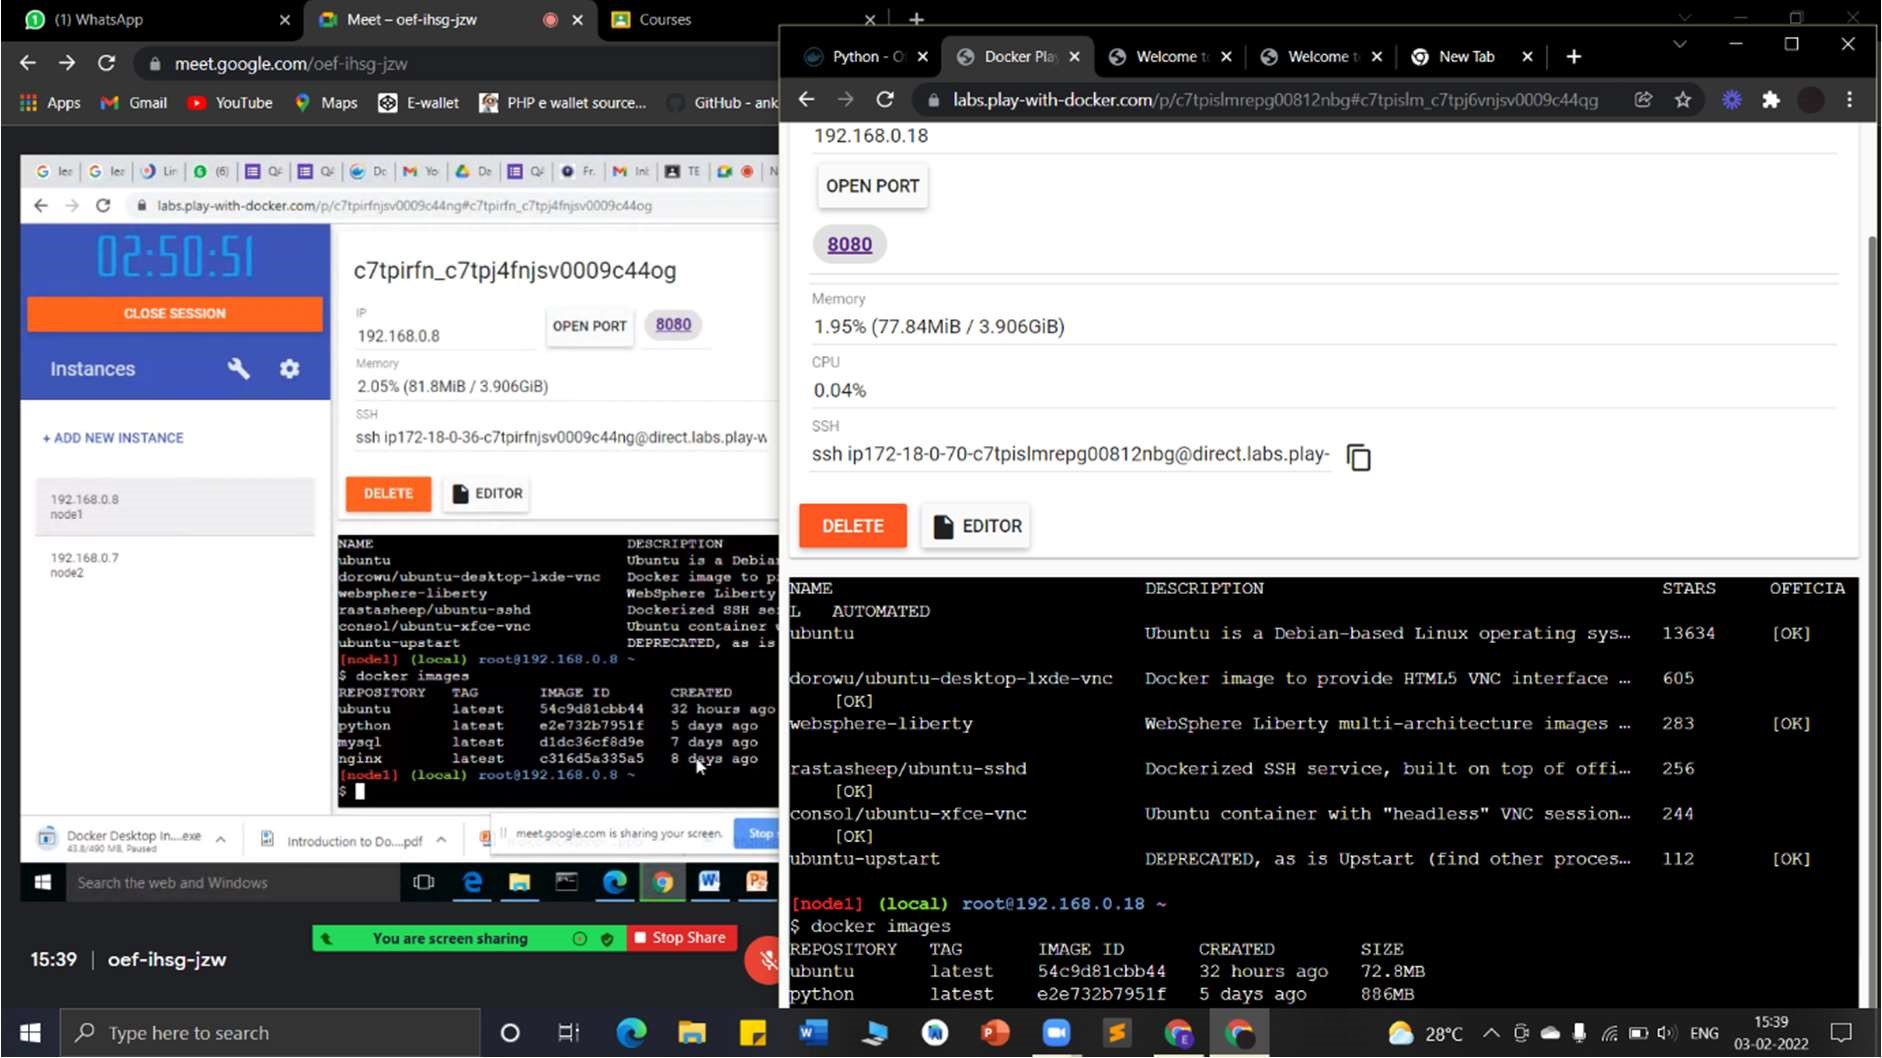 (1) WhatsApp
Meet – oef-ihsg-jzw
Courses
meet.google.com/oef-ihsg-jzw
Apps
Gmail
YouTube
Maps
E-wallet
PHP e wallet source...
GitHub - ank
Python - O
Docker Play
Welcome to
Welcome to
New Tab
labs.play-with-docker.com/p/c7tpislmrepg00812nbg#c7tpislm_c7tpj6vnjsv0009c44qg
(6)
Do
Yo
Da
Fr.
TE
labs.play-with-docker.com/p/c7tpirfnjsv0009c44ng#c7tpirfn_c7tpj4fnjsv0009c44og
02:50:51
CLOSE SESSION
Instances
+ ADD NEW INSTANCE
192.168.0.8
node1
192.168.0.7
node2
c7tpirfn_c7tpj4fnjsv0009c44og
IP
192.168.0.8
OPEN PORT
8080
Memory
2.05% (81.8MiB / 3.906GiB)
SSH
ssh ip172-18-0-36-c7tpirfnjsv0009c44ng@direct.labs.play-w
DELETE
EDITOR
NAME DESCRIPTION
ubuntu Ubuntu is a Debian
dorowu/ubuntu-desktop-lxde-vnc Docker image to p
websphere-liberty WebSphere Liberty
rastasheep/ubuntu-sshd Dockerized SSH se
consol/ubuntu-xfce-vnc Ubuntu container
ubuntu-upstart DEPRECATED, as is
[node1] (local) root@192.168.0.8 ~
$ docker images
REPOSITORY TAG IMAGE ID CREATED
ubuntu latest 54c9d81cbb44 32 hours ago
python latest e2e732b7951f 5 days ago
mysql latest d1dc36cf8d9e 7 days ago
nginx latest c316d5a335a5 8 days ago
[node1] (local) root@192.168.0.8 ~
$
Docker Desktop In....exe
43.8/490 MB, Paused
Introduction to Do....pdf
meet.google.com is sharing your screen.
Stop
Search the web and Windows
You are screen sharing
Stop Share
15:39 | oef-ihsg-jzw
192.168.0.18
OPEN PORT
8080
Memory
1.95% (77.84MiB / 3.906GiB)
CPU
0.04%
SSH
ssh ip172-18-0-70-c7tpislmrepg00812nbg@direct.labs.play-
DELETE
EDITOR
NAME DESCRIPTION STARS OFFICIA
L AUTOMATED
ubuntu Ubuntu is a Debian-based Linux operating sys... 13634 [OK]
dorowu/ubuntu-desktop-lxde-vnc Docker image to provide HTML5 VNC interface ... 605
[OK]
websphere-liberty WebSphere Liberty multi-architecture images ... 283 [OK]
rastasheep/ubuntu-sshd Dockerized SSH service, built on top of offi... 256
[OK]
consol/ubuntu-xfce-vnc Ubuntu container with "headless" VNC session... 244
[OK]
ubuntu-upstart DEPRECATED, as is Upstart (find other proces... 112 [OK]
[node1] (local) root@192.168.0.18 ~
$ docker images
REPOSITORY TAG IMAGE ID CREATED SIZE
ubuntu latest 54c9d81cbb44 32 hours ago 72.8MB
python latest e2e732b7951f 5 days ago 886MB
Type here to search
28°C
ENG
15:39
03-02-2022